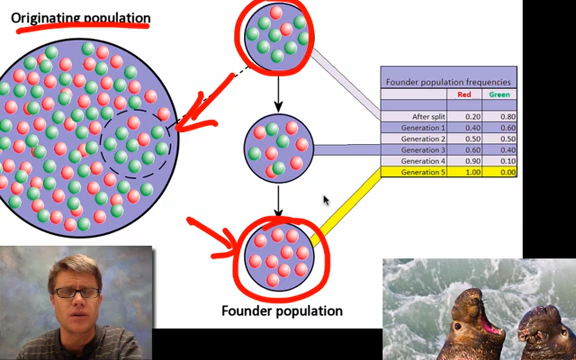 Originating population
Founder population frequencies
Red Green
After split 0.20 0.80
Generation 1 0.40 0.60
Generation 2 0.50 0.50
Generation 3 0.60 0.40
Generation 4 0.90 0.10
Generation 5 1.00 0.00
Founder population